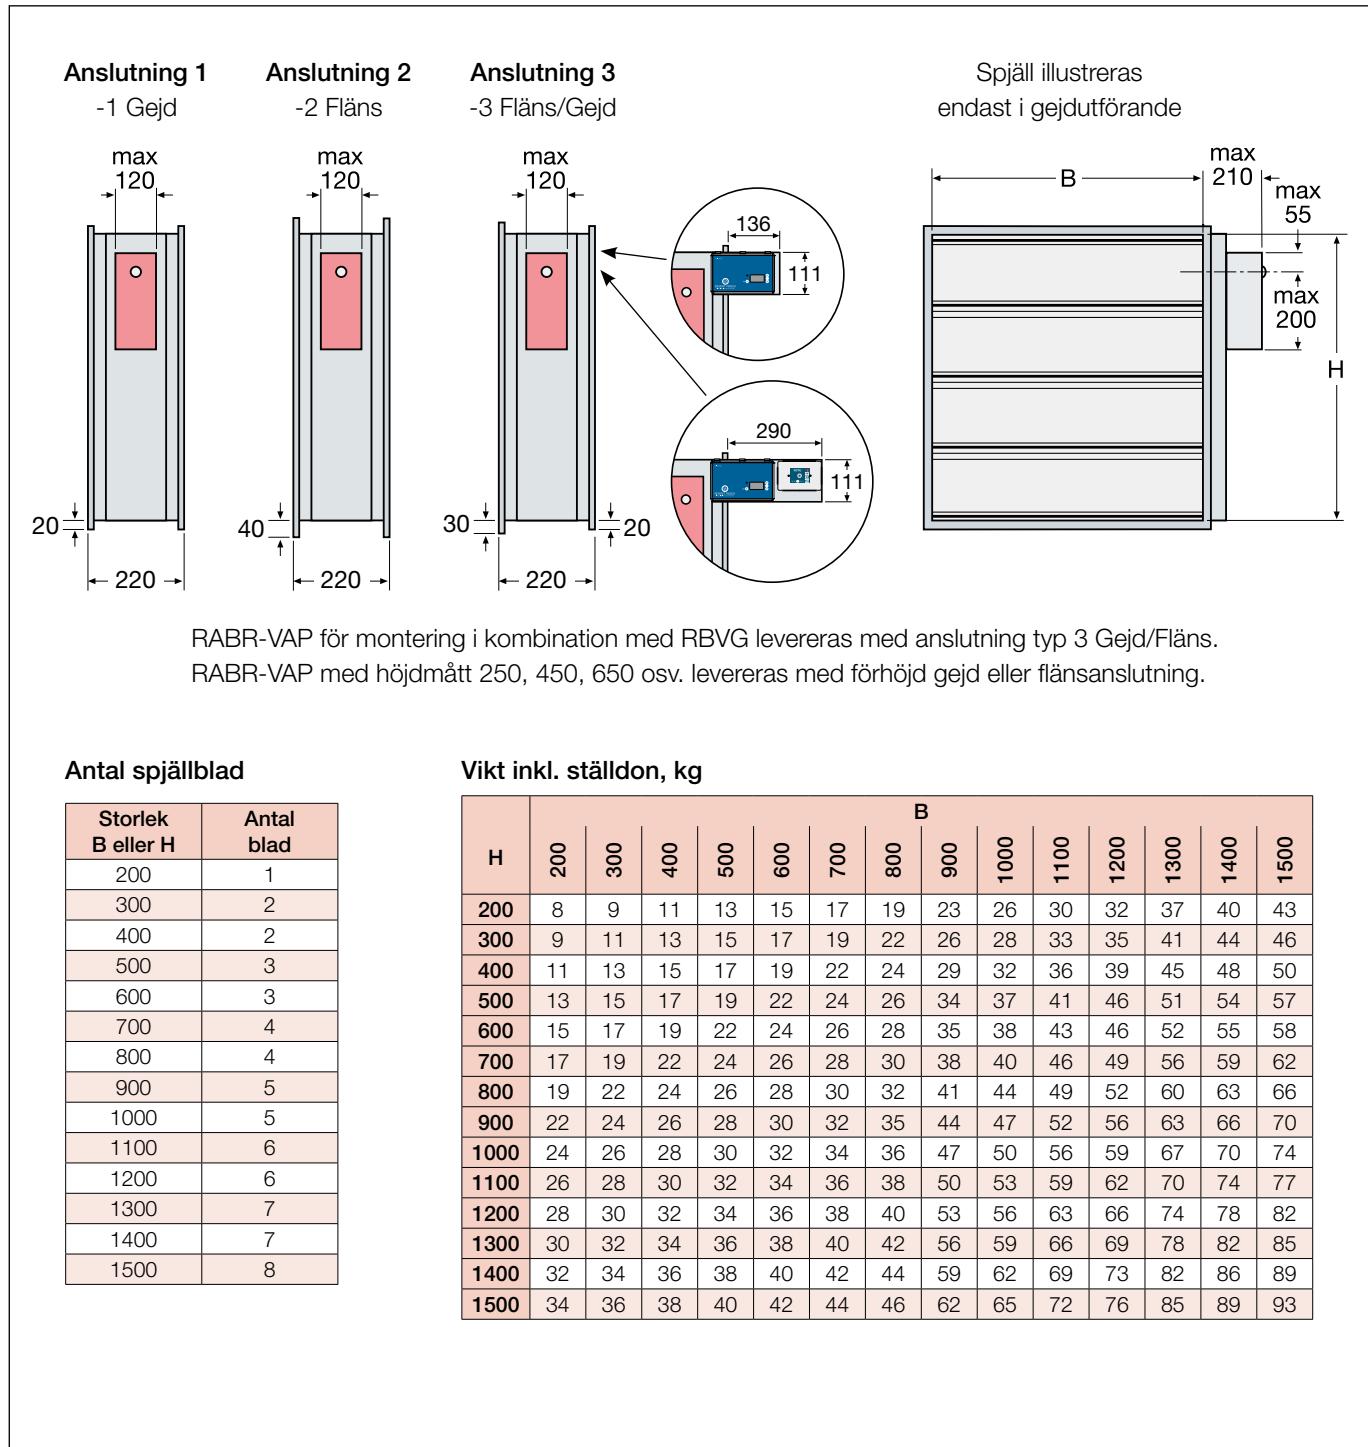 Anslutning 1
-1 Gejd
Anslutning 2
-2 Fläns
Anslutning 3
-3 Fläns/Gejd
Spjäll illustreras
endast i gejdutförande
max
120
max
120
max
120
136
111
290
111
B
max
210
max
55
max
200
H
20
220
40
220
30
20
220
RABR-VAP för montering i kombination med RBVG levereras med anslutning typ 3 Gejd/Fläns.
RABR-VAP med höjdmått 250, 450, 650 osv. levereras med förhöjd gejd eller flänsanslutning.
Antal spjällblad
Storlek Antal
B eller H blad
200 1
300 2
400 2
500 3
600 3
700 4
800 4
900 5
1000 5
1100 6
1200 6
1300 7
1400 7
1500 8
Vikt inkl. ställdon, kg
B
H 200 300 400 500 600 700 800 900 1000 1100 1200 1300 1400 1500
200 8 9 11 13 15 17 19 23 26 30 32 37 40 43
300 9 11 13 15 17 19 22 26 28 33 35 41 44 46
400 11 13 15 17 19 22 24 29 32 36 39 45 48 50
500 13 15 17 19 22 24 26 34 37 41 46 51 54 57
600 15 17 19 22 24 26 28 35 38 43 46 52 55 58
700 17 19 22 24 26 28 30 38 40 46 49 56 59 62
800 19 22 24 26 28 30 32 41 44 49 52 60 63 66
900 22 24 26 28 30 32 35 44 47 52 56 63 66 70
1000 24 26 28 30 32 34 36 47 50 56 59 67 70 74
1100 26 28 30 32 34 36 38 50 53 59 62 70 74 77
1200 28 30 32 34 36 38 40 53 56 63 66 74 78 82
1300 30 32 34 36 38 40 42 56 59 66 69 78 82 85
1400 32 34 36 38 40 42 44 59 62 69 73 82 86 89
1500 34 36 38 40 42 44 46 62 65 72 76 85 89 93